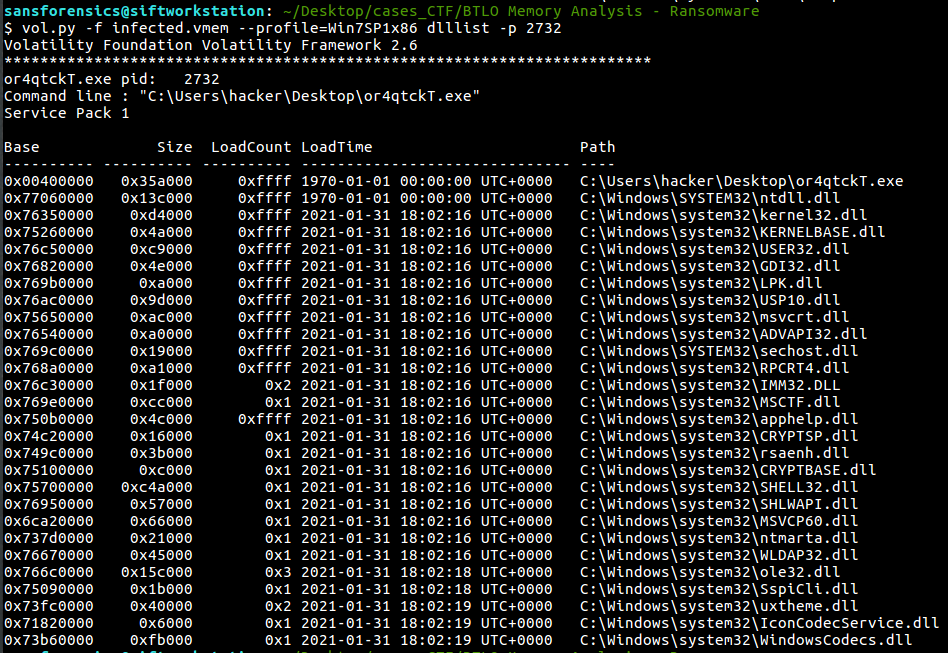 sansforensics@siftworkstation: ~/Desktop/cases_CTF/BTLO Memory Analysis - Ransomware
$ vol.py -f infected.vmem --profile=Win7SP1x86 dlllist -p 2732
Volatility Foundation Volatility Framework 2.6
************************************************************************
or4qtckT.exe pid:   2732
Command line : "C:\Users\hacker\Desktop\or4qtckT.exe"
Service Pack 1
Base             Size  LoadCount LoadTime                       Path
---------- ---------- ---------- ------------------------------ ----
0x00400000   0x35a000     0xffff 1970-01-01 00:00:00 UTC+0000   C:\Users\hacker\Desktop\or4qtckT.exe
0x77060000   0x13c000     0xffff 1970-01-01 00:00:00 UTC+0000   C:\Windows\SYSTEM32\ntdll.dll
0x76350000    0xd4000     0xffff 2021-01-31 18:02:16 UTC+0000   C:\Windows\system32\kernel32.dll
0x75260000    0x4a000     0xffff 2021-01-31 18:02:16 UTC+0000   C:\Windows\system32\KERNELBASE.dll
0x76c50000    0xc9000     0xffff 2021-01-31 18:02:16 UTC+0000   C:\Windows\system32\USER32.dll
0x76820000    0x4e000     0xffff 2021-01-31 18:02:16 UTC+0000   C:\Windows\system32\GDI32.dll
0x769b0000     0xa000     0xffff 2021-01-31 18:02:16 UTC+0000   C:\Windows\system32\LPK.dll
0x76ac0000    0x9d000     0xffff 2021-01-31 18:02:16 UTC+0000   C:\Windows\system32\USP10.dll
0x75650000    0xac000     0xffff 2021-01-31 18:02:16 UTC+0000   C:\Windows\system32\msvcrt.dll
0x76540000    0xa0000     0xffff 2021-01-31 18:02:16 UTC+0000   C:\Windows\system32\ADVAPI32.dll
0x769c0000    0x19000     0xffff 2021-01-31 18:02:16 UTC+0000   C:\Windows\SYSTEM32\sechost.dll
0x768a0000    0xa1000     0xffff 2021-01-31 18:02:16 UTC+0000   C:\Windows\system32\RPCRT4.dll
0x76c30000    0x1f000        0x2 2021-01-31 18:02:16 UTC+0000   C:\Windows\system32\IMM32.DLL
0x769e0000    0xcc000        0x1 2021-01-31 18:02:16 UTC+0000   C:\Windows\system32\MSCTF.dll
0x750b0000    0x4c000     0xffff 2021-01-31 18:02:16 UTC+0000   C:\Windows\system32\apphelp.dll
0x74c20000    0x16000        0x1 2021-01-31 18:02:16 UTC+0000   C:\Windows\system32\CRYPTSP.dll
0x749c0000    0x3b000        0x1 2021-01-31 18:02:16 UTC+0000   C:\Windows\system32\rsaenh.dll
0x75100000     0xc000        0x1 2021-01-31 18:02:16 UTC+0000   C:\Windows\system32\CRYPTBASE.dll
0x75700000   0xc4a000        0x1 2021-01-31 18:02:16 UTC+0000   C:\Windows\system32\SHELL32.dll
0x76950000    0x57000        0x1 2021-01-31 18:02:16 UTC+0000   C:\Windows\system32\SHLWAPI.dll
0x6ca20000    0x66000        0x1 2021-01-31 18:02:16 UTC+0000   C:\Windows\system32\MSVCP60.dll
0x737d0000    0x21000        0x1 2021-01-31 18:02:16 UTC+0000   C:\Windows\system32\ntmarta.dll
0x76670000    0x45000        0x1 2021-01-31 18:02:16 UTC+0000   C:\Windows\system32\WLDAP32.dll
0x766c0000   0x15c000        0x3 2021-01-31 18:02:18 UTC+0000   C:\Windows\system32\ole32.dll
0x75090000    0x1b000        0x1 2021-01-31 18:02:18 UTC+0000   C:\Windows\system32\SspiCli.dll
0x73fc0000    0x40000        0x2 2021-01-31 18:02:19 UTC+0000   C:\Windows\system32\uxtheme.dll
0x71820000     0x6000        0x1 2021-01-31 18:02:19 UTC+0000   C:\Windows\system32\IconCodecService.dll
0x73b60000    0xfb000        0x1 2021-01-31 18:02:19 UTC+0000   C:\Windows\system32\WindowsCodecs.dll